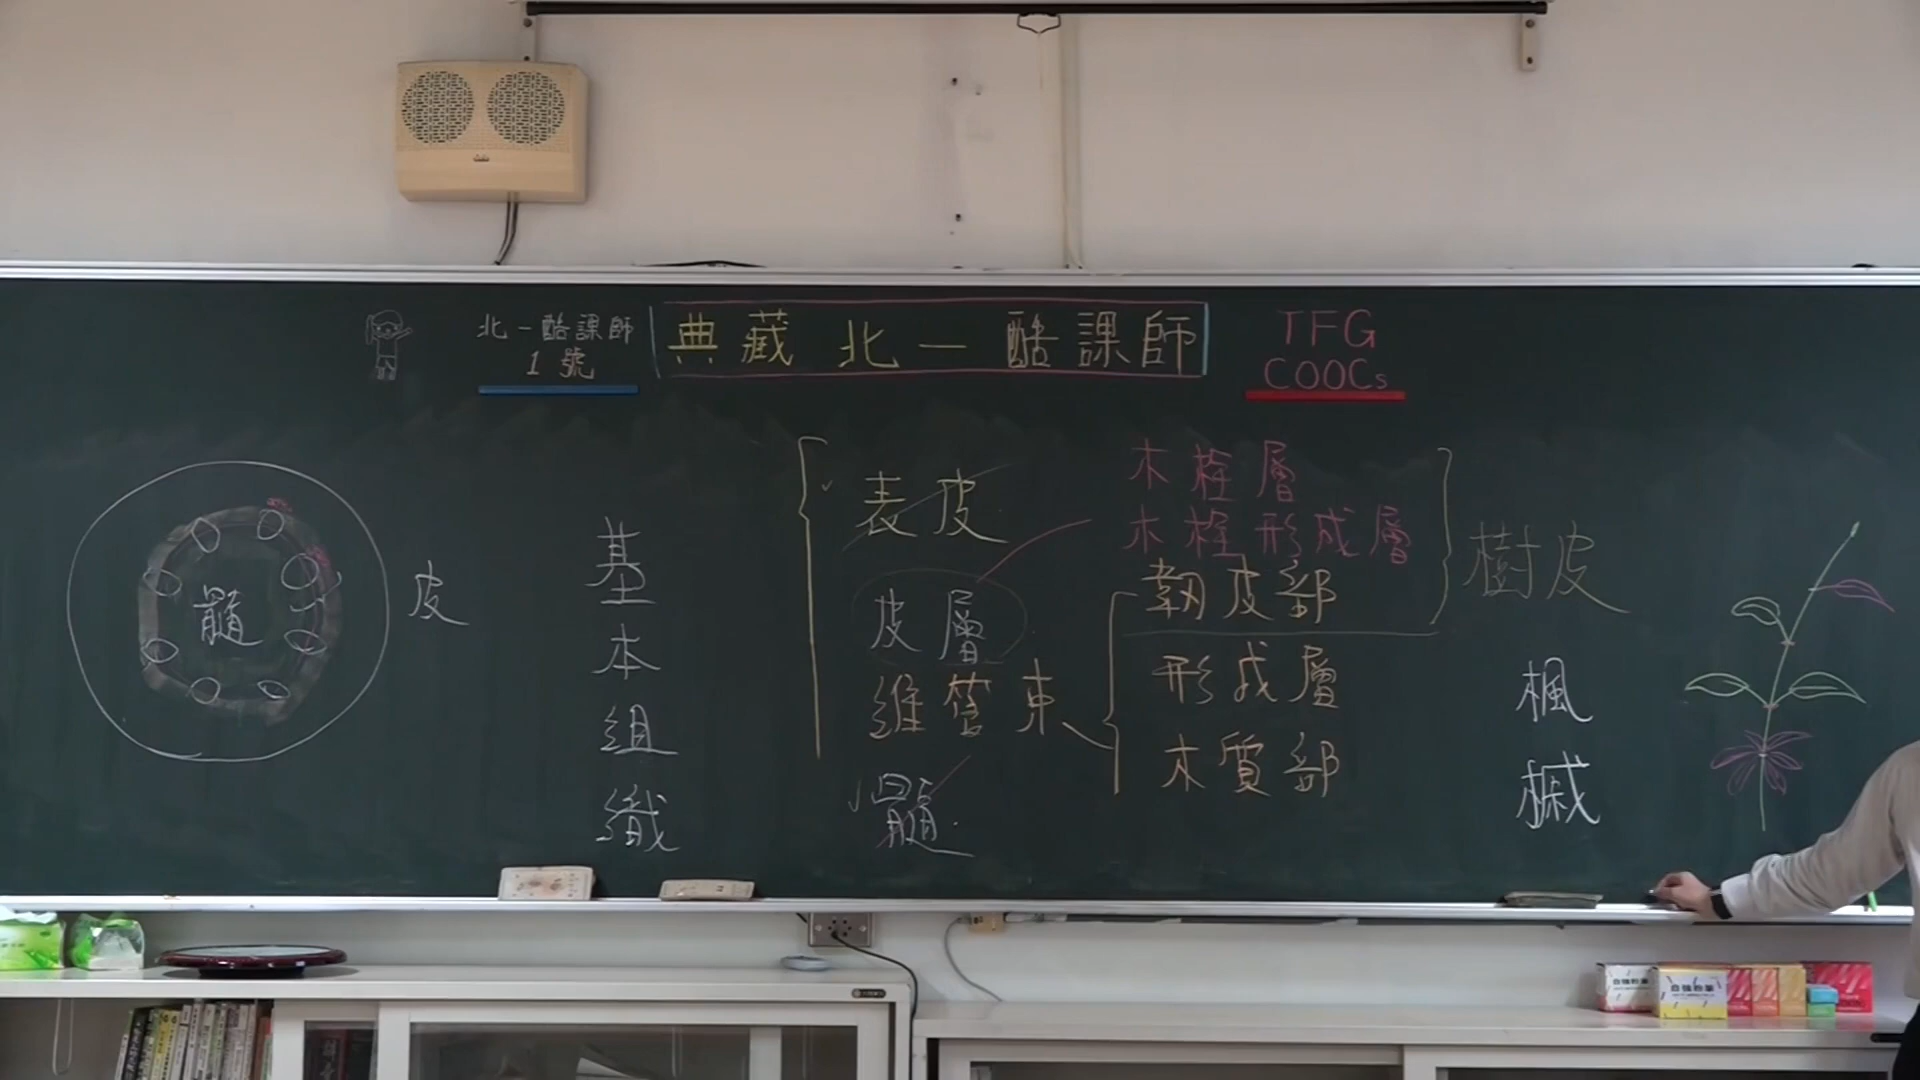 北一酷課師
1號
典藏 北一酷課師
TFG
COOCs
髓
皮
基本組織
表皮
皮層
維管束
髓
木栓層
木栓形成層
韌皮部
形成層
木質部
樹皮
楓
槭